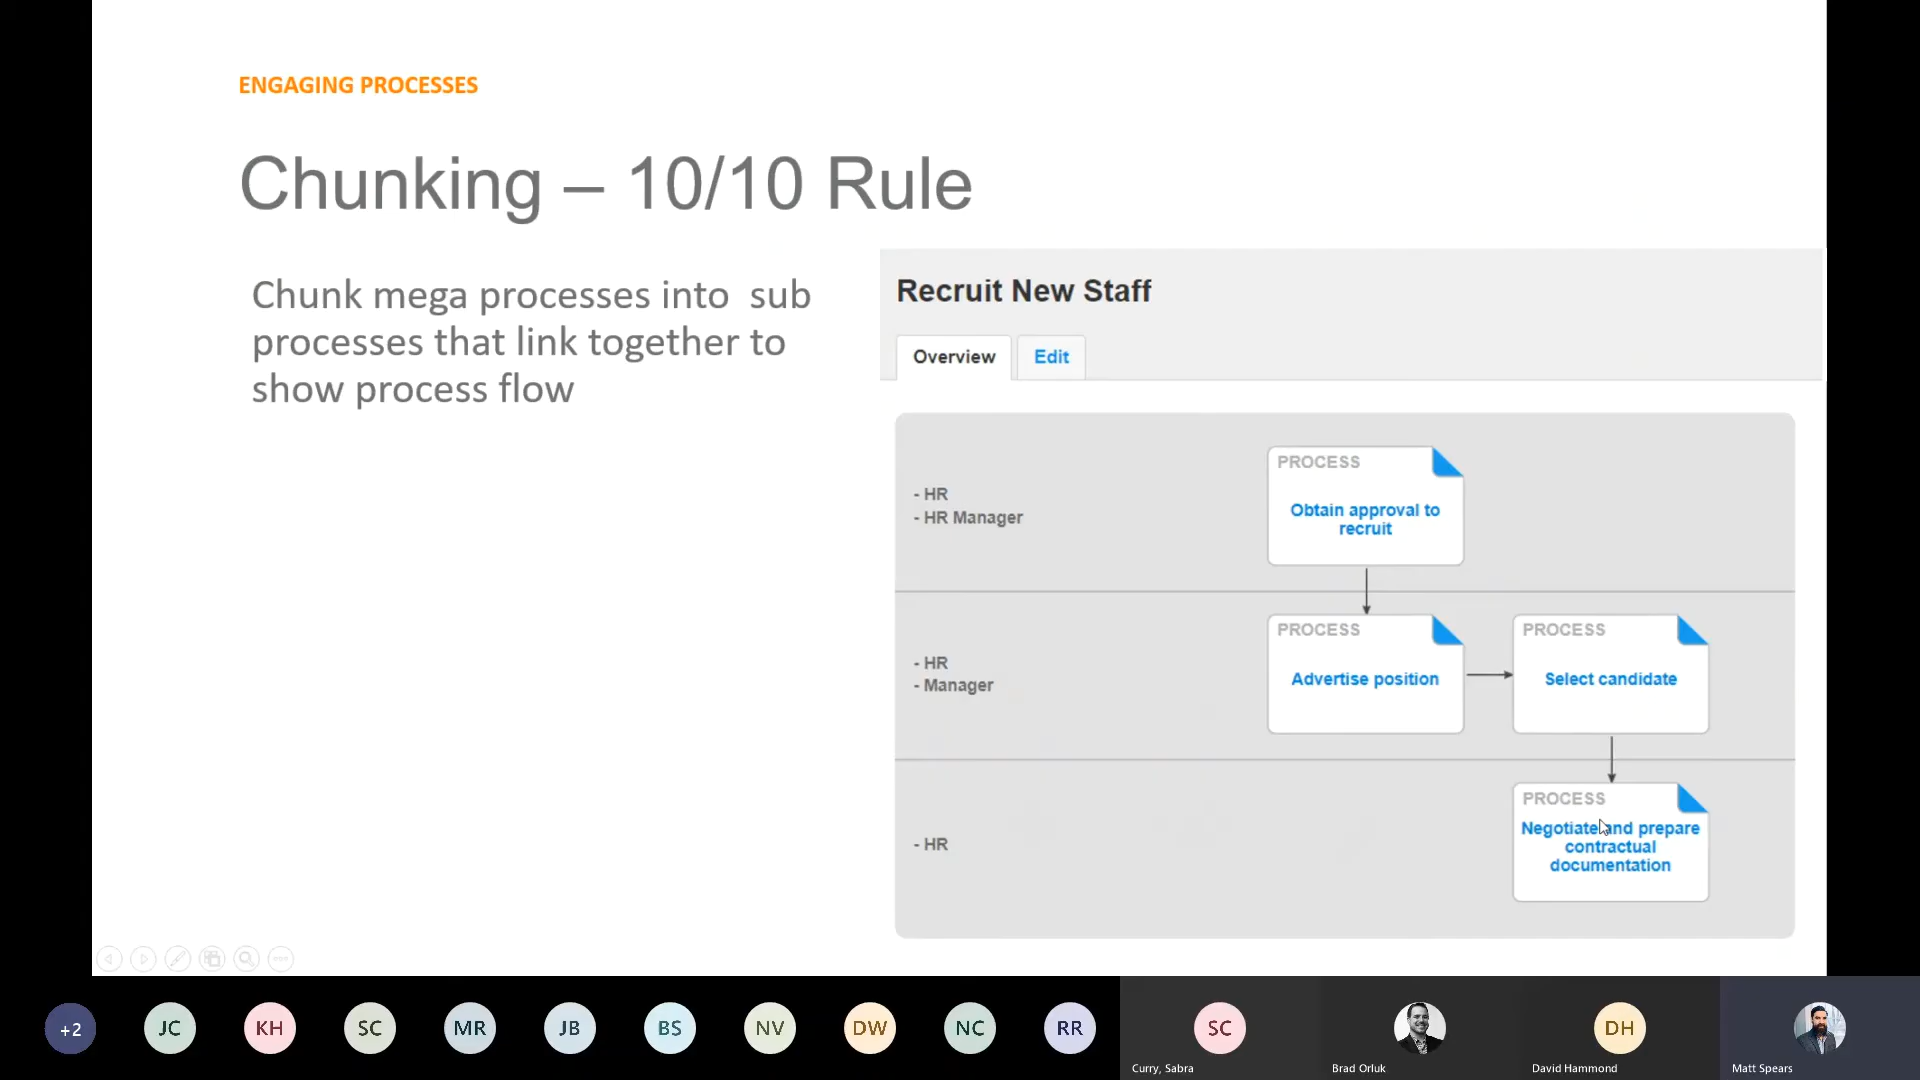 ENGAGING PROCESSES
Chunking – 10/10 Rule
Chunk mega processes into  sub
processes that link together to
show process flow
Recruit New Staff
Overview
Edit
- HR
- HR Manager
PROCESS
Obtain approval to
recruit
- HR
- Manager
PROCESS
Advertise position
PROCESS
Select candidate
- HR
PROCESS
Negotiate and prepare
contractual
documentation
+2
JC
KH
SC
MR
JB
BS
NV
DW
NC
RR
SC
DH
Curry, Sabra
Brad Orluk
David Hammond
Matt Spears